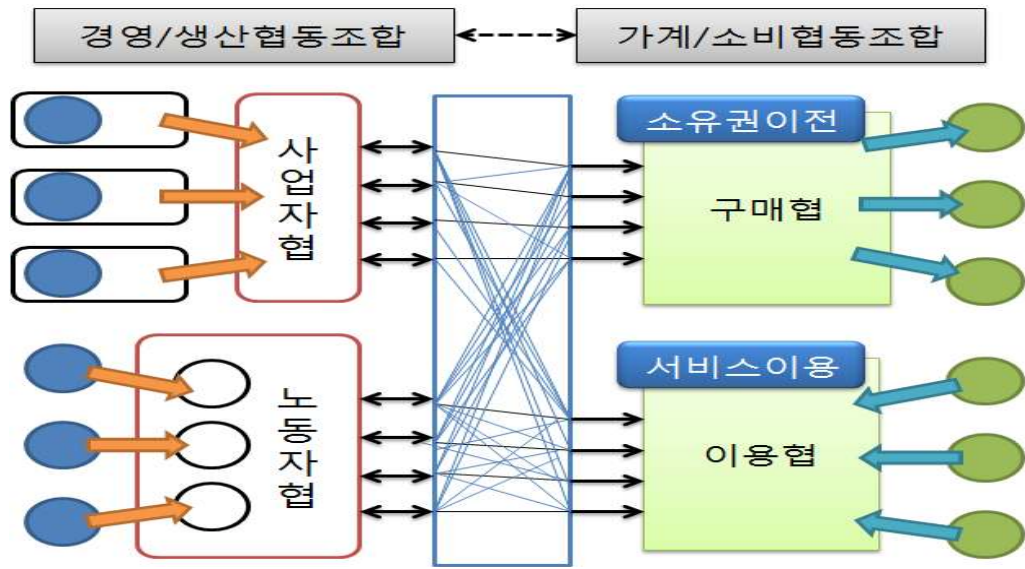 경영/생산협동조합
가계/소비협동조합
사업자협
소유권이전
구매협
노동자협
서비스이용
이용협